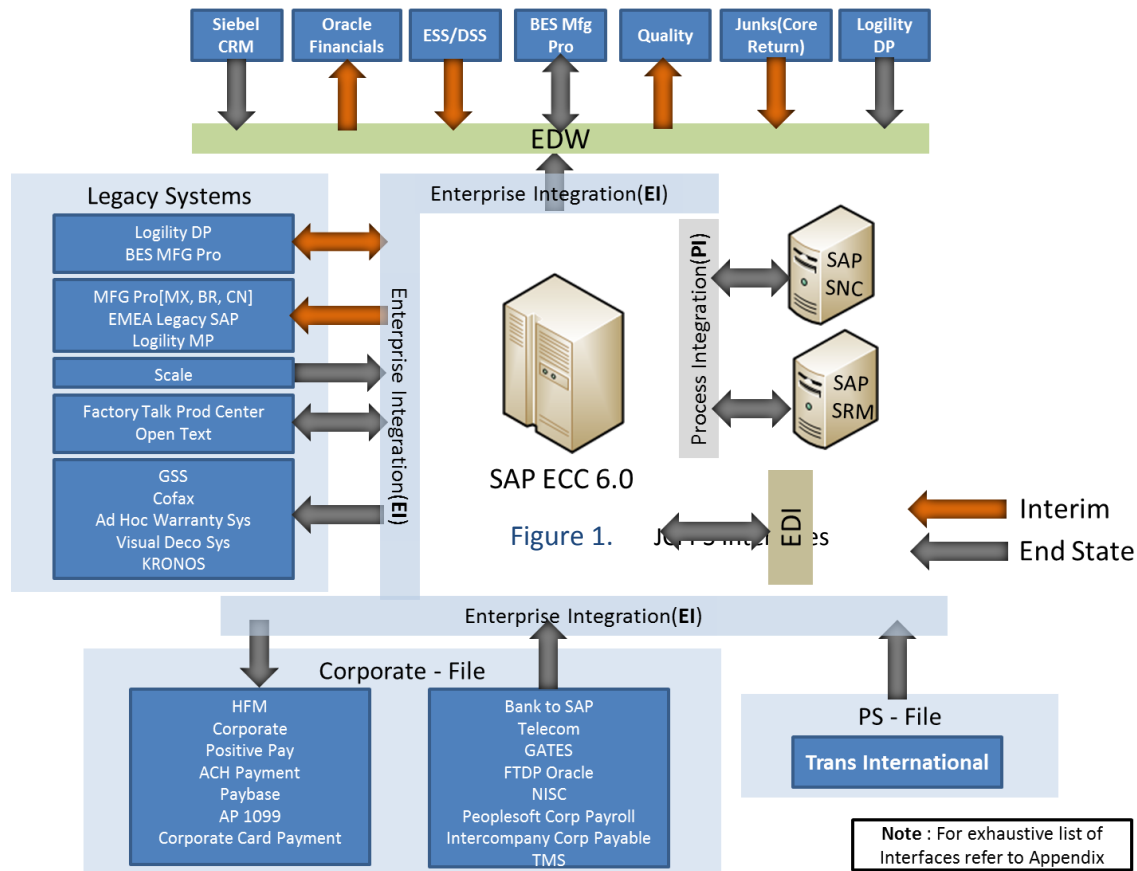 Siebel
CRM
Oracle
Financials
ESS/DSS
BES Mfg
Pro
Quality
Junks(Core
Return)
Logility
DP
EDW
Enterprise Integration(EI)
Legacy Systems
Logility DP
BES MFG Pro
MFG Pro[MX, BR, CN]
EMEA Legacy SAP
Logility MP
Scale
Factory Talk Prod Center
Open Text
GSS
Cofax
Ad Hoc Warranty Sys
Visual Deco Sys
KRONOS
Enterprise Integration(EI)
SAP ECC 6.0
Process Integration(PI)
SAP
SNC
SAP
SRM
Figure 1.
EDI
Interim
End State
Enterprise Integration(EI)
Corporate - File
HFM
Corporate
Positive Pay
ACH Payment
Paybase
AP 1099
Corporate Card Payment
Bank to SAP
Telecom
GATES
FTDP Oracle
NISC
Peoplesoft Corp Payroll
Intercompany Corp Payable
TMS
PS - File
Trans International
Note : For exhaustive list of
Interfaces refer to Appendix